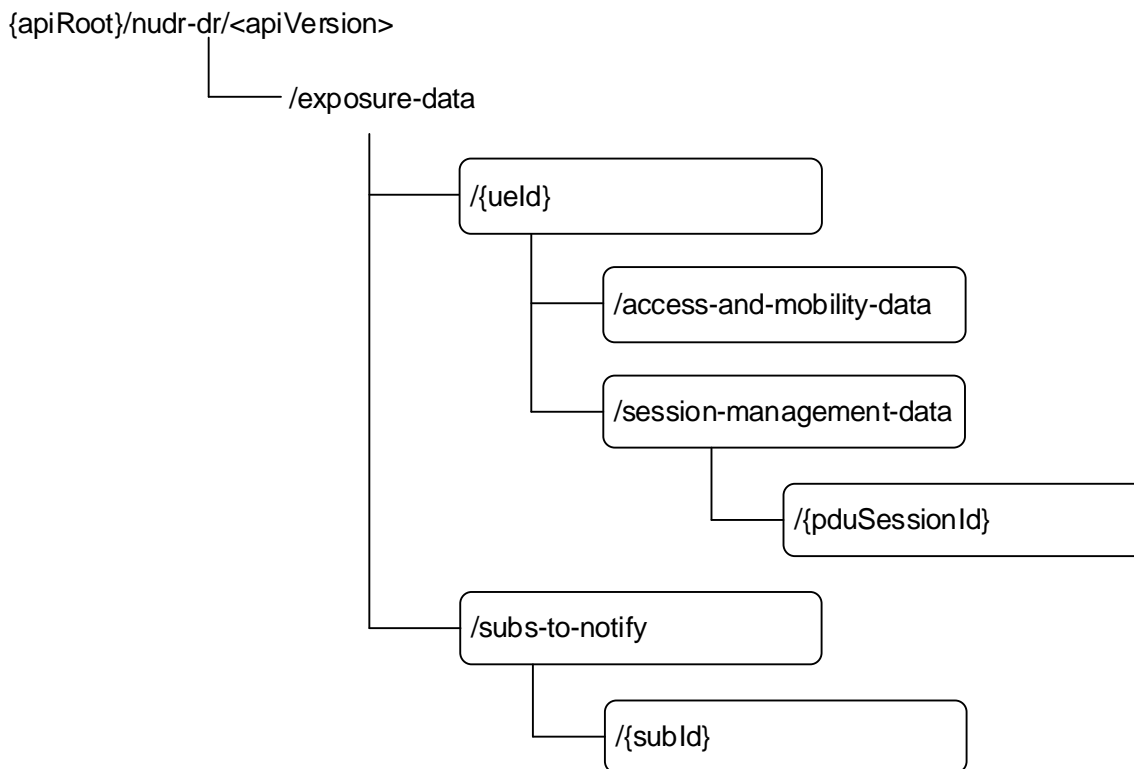 {apiRoot}/nudr-dr/<apiVersion>
/exposure-data
/{ueId}
/access-and-mobility-data
/session-management-data
/{pduSessionId}
/subs-to-notify
/{subId}